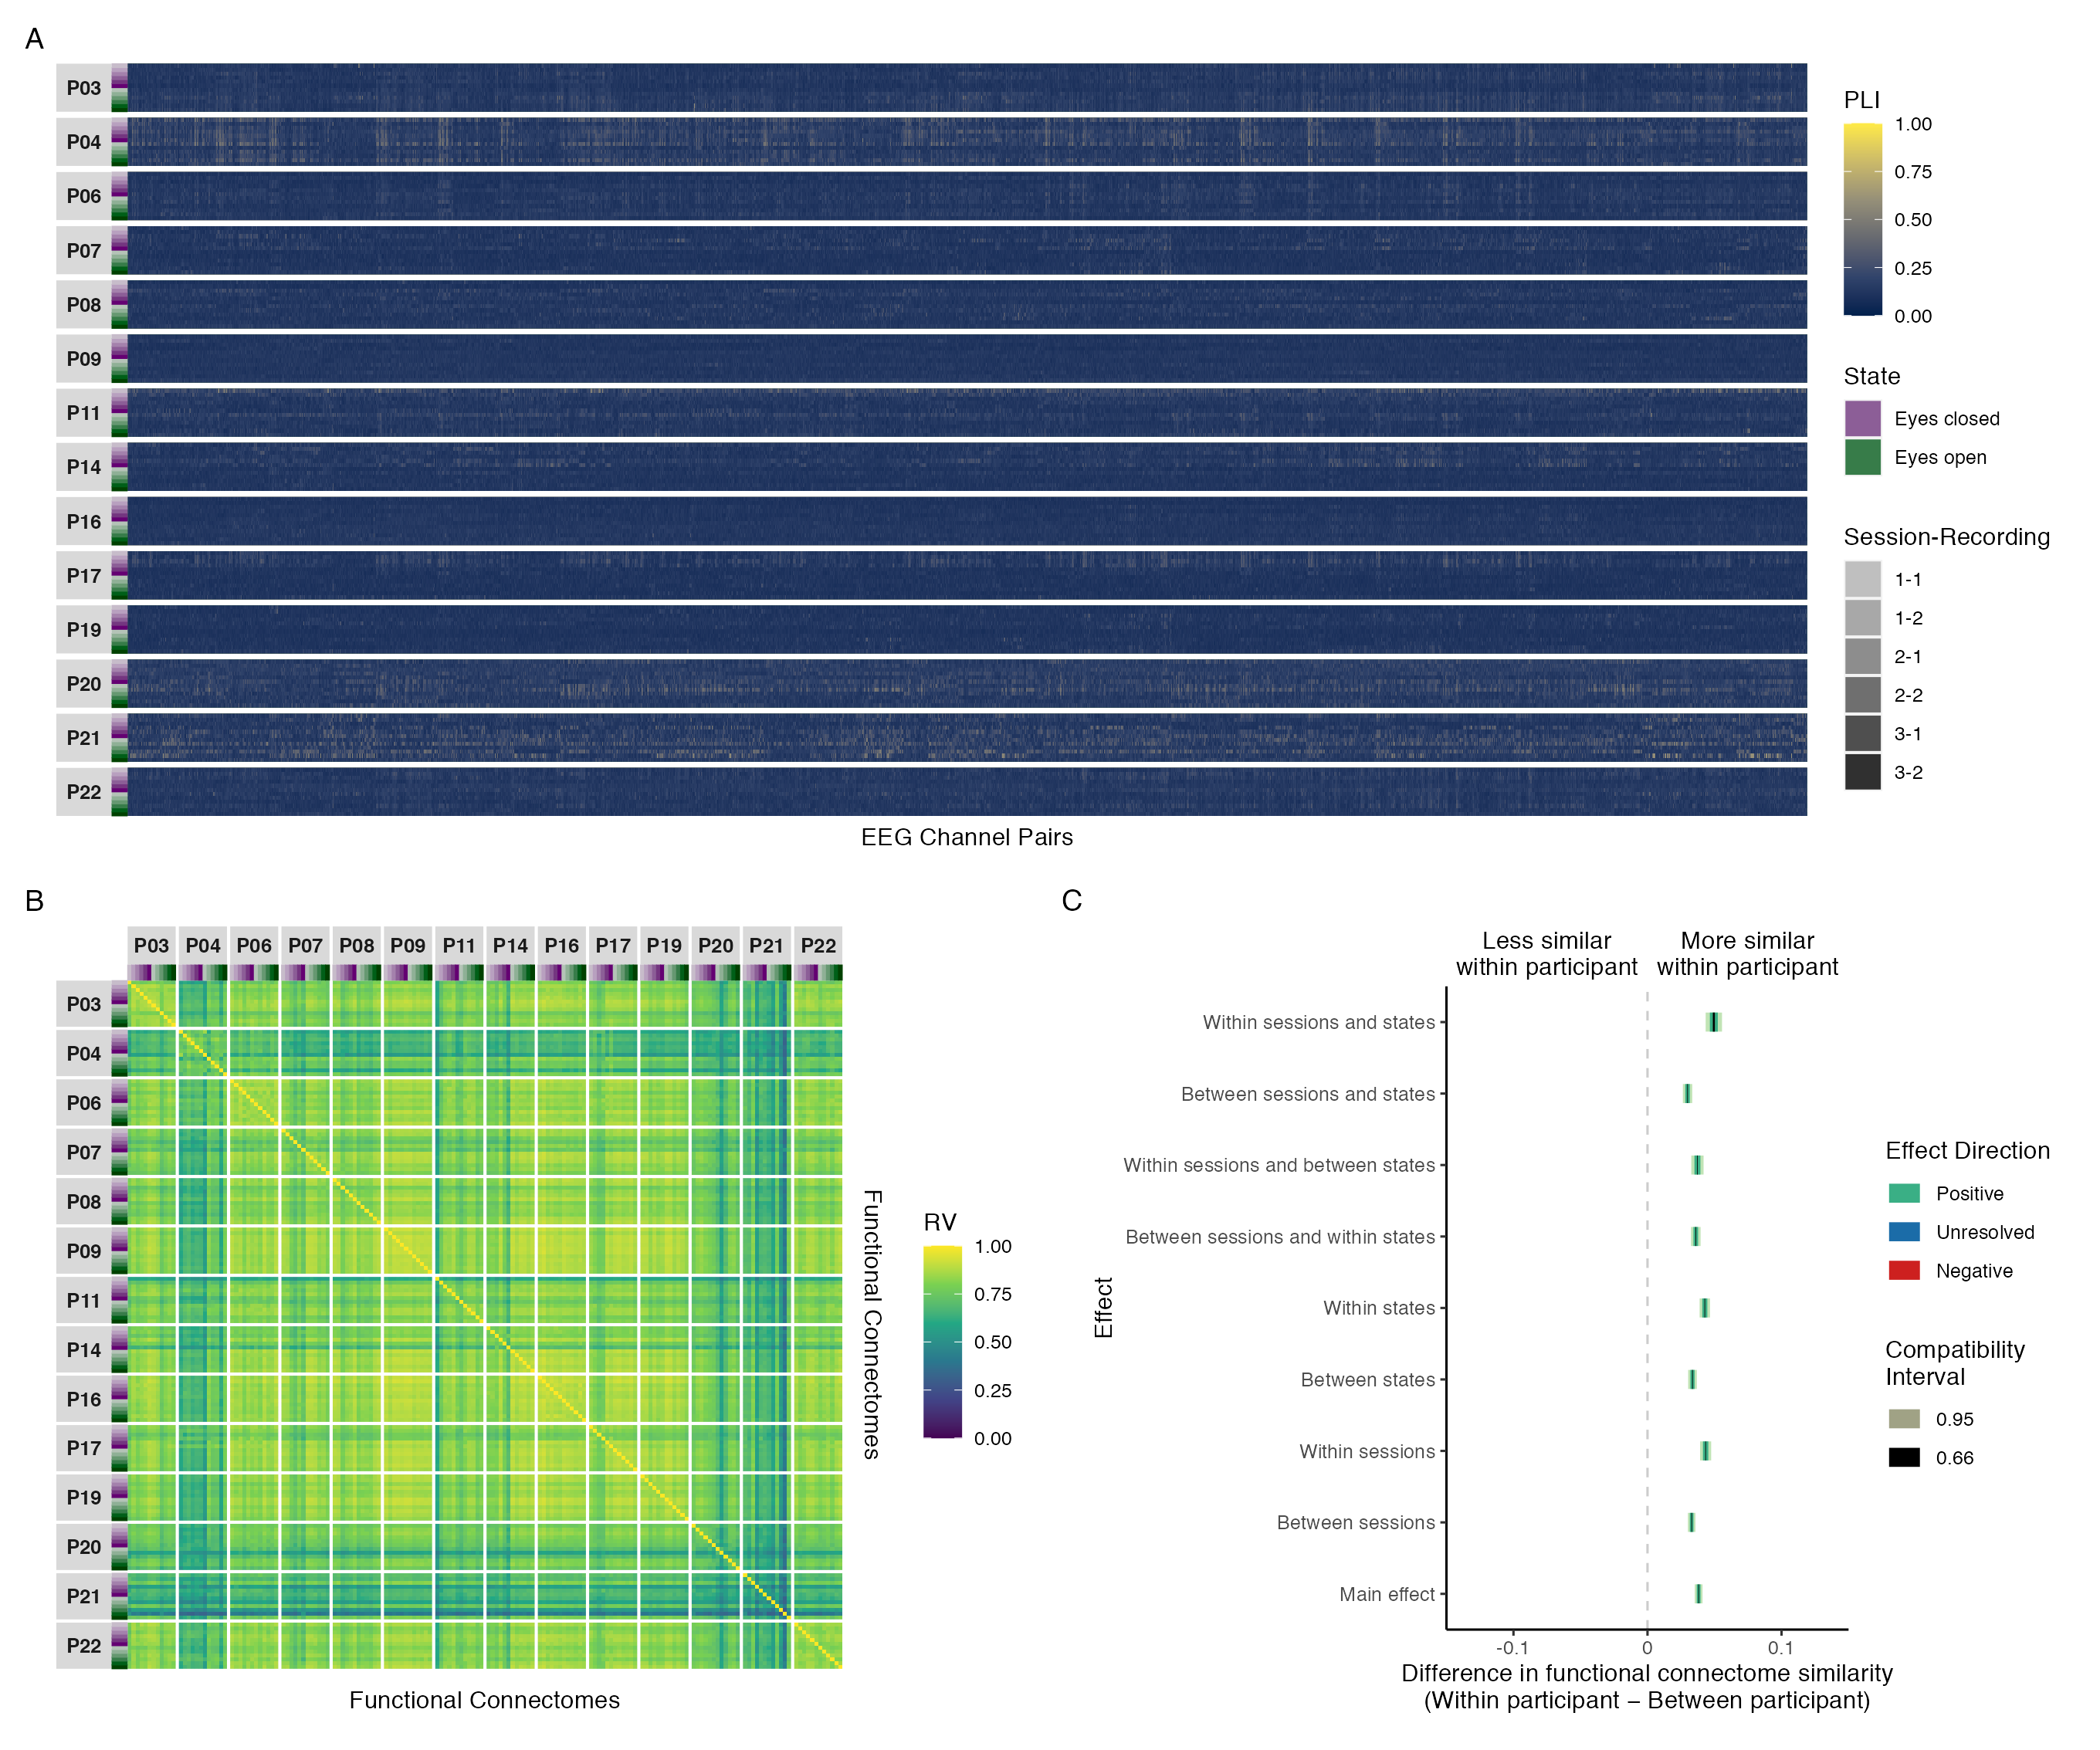 A
P03
P04
P06
P07
P08
P09
P11
P14
P16
P17
P19
P20
P21
P22
EEG Channel Pairs
PLI
1.00
0.75
0.50
0.25
0.00
State
Eyes closed
Eyes open
Session-Recording
1-1
1-2
2-1
2-2
3-1
3-2
B
P03 P04 P06 P07 P08 P09 P11 P14 P16 P17 P19 P20 P21 P22
P03
P04
P06
P07
P08
P09
P11
P14
P16
P17
P19
P20
P21
P22
Functional Connectomes
Functional Connectomes
RV
1.00
0.75
0.50
0.25
0.00
C
Less similar
within participant
More similar
within participant
Effect
Within sessions and states
Between sessions and states
Within sessions and between states
Between sessions and within states
Within states
Between states
Within sessions
Between sessions
Main effect
-0.1 0 0.1
Difference in functional connectome similarity
(Within participant – Between participant)
Effect Direction
Positive
Unresolved
Negative
Compatibility
Interval
0.95
0.66